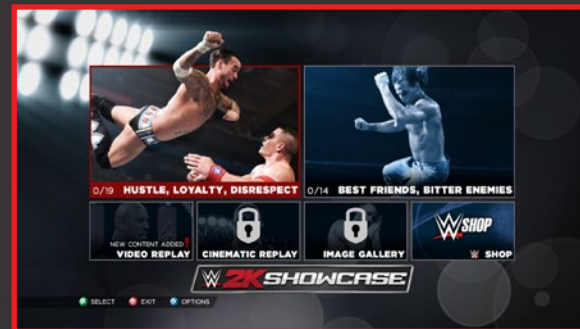 0/19 HUSTLE, LOYALTY, DISRESPECT
0/14 BEST FRIENDS, BITTER ENEMIES
NEW CONTENT ADDED!
VIDEO REPLAY
CINEMATIC REPLAY
IMAGE GALLERY
W SHOP
W SHOP
W 2K SHOWCASE
SELECT EXIT OPTIONS